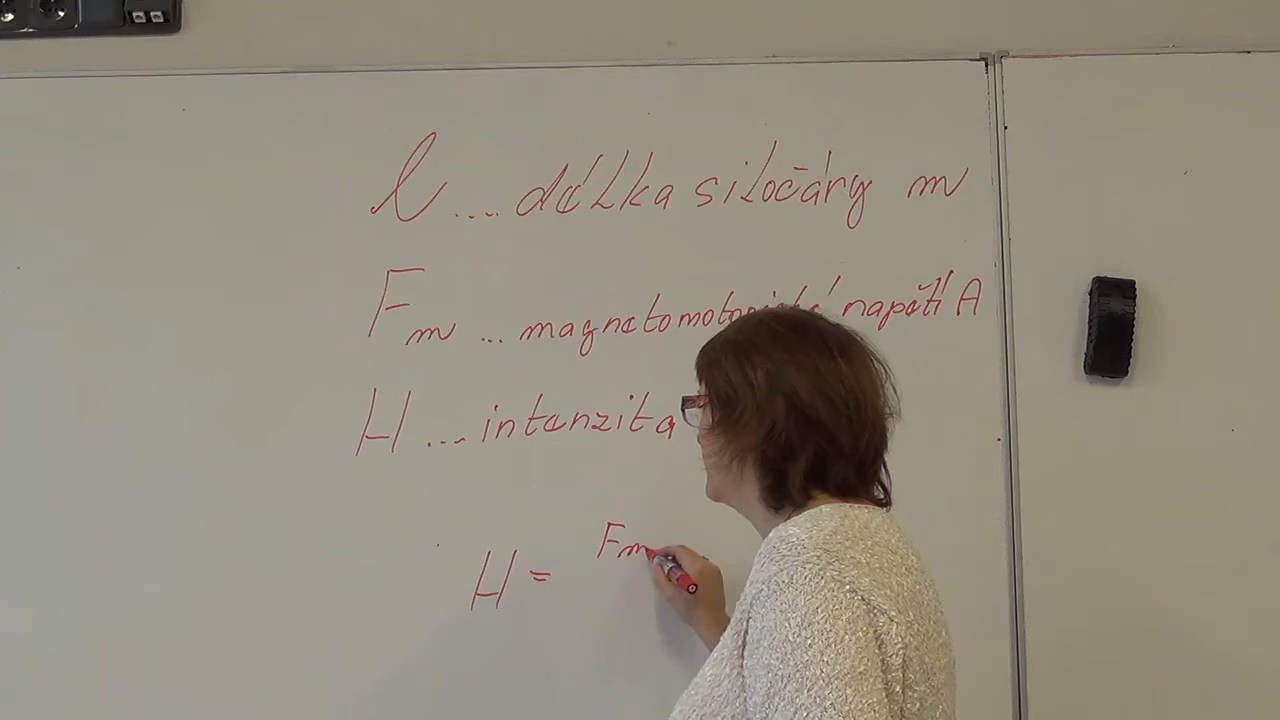 l .... délka siločáry m
Fm ... magnetomotorické napětí A
H ... intenzita
H = Fm